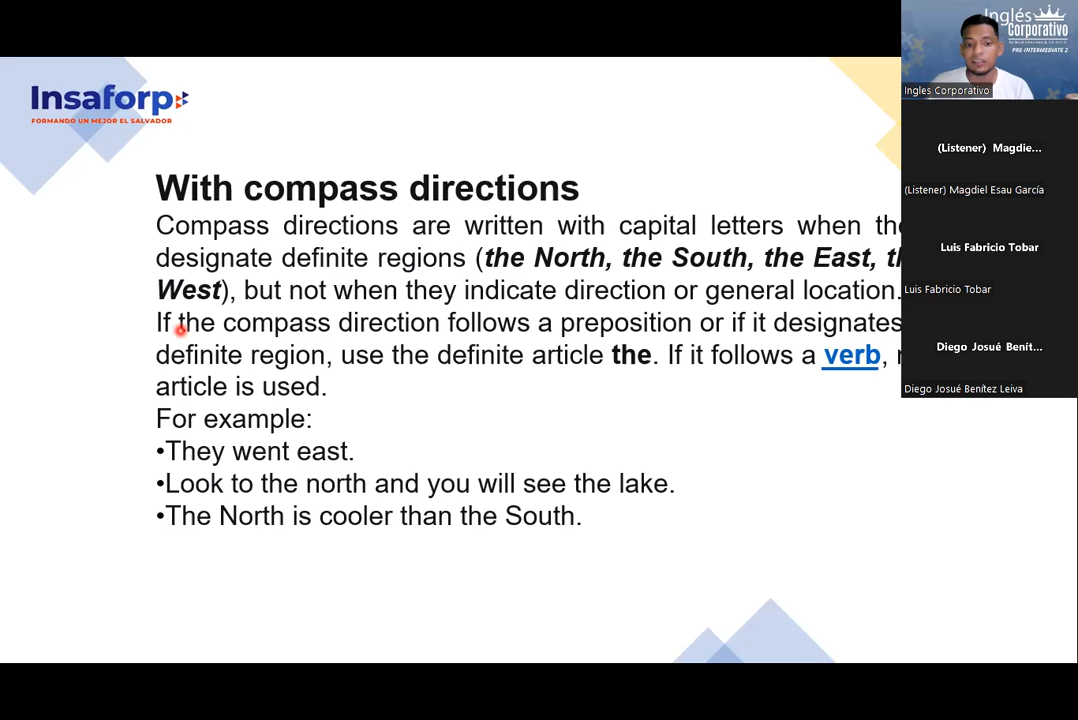 Insaforp
FORMANDO UN MEJOR EL SALVADOR
With compass directions
Compass directions are written with capital letters when
designate definite regions (the North, the South, the East,
West), but not when they indicate direction or general location.
If the compass direction follows a preposition or if it designates
definite region, use the definite article the. If it follows a verb,
article is used.
For example:
•They went east.
•Look to the north and you will see the lake.
•The North is cooler than the South.
Inglés
Corporativo
PRE-INTERMEDIATE 2
Ingles Corporativo
(Listener) Magdie...
(Listener) Magdiel Esau García
Luis Fabricio Tobar
Luis Fabricio Tobar
Diego Josué Benít...
Diego Josué Benítez Leiva